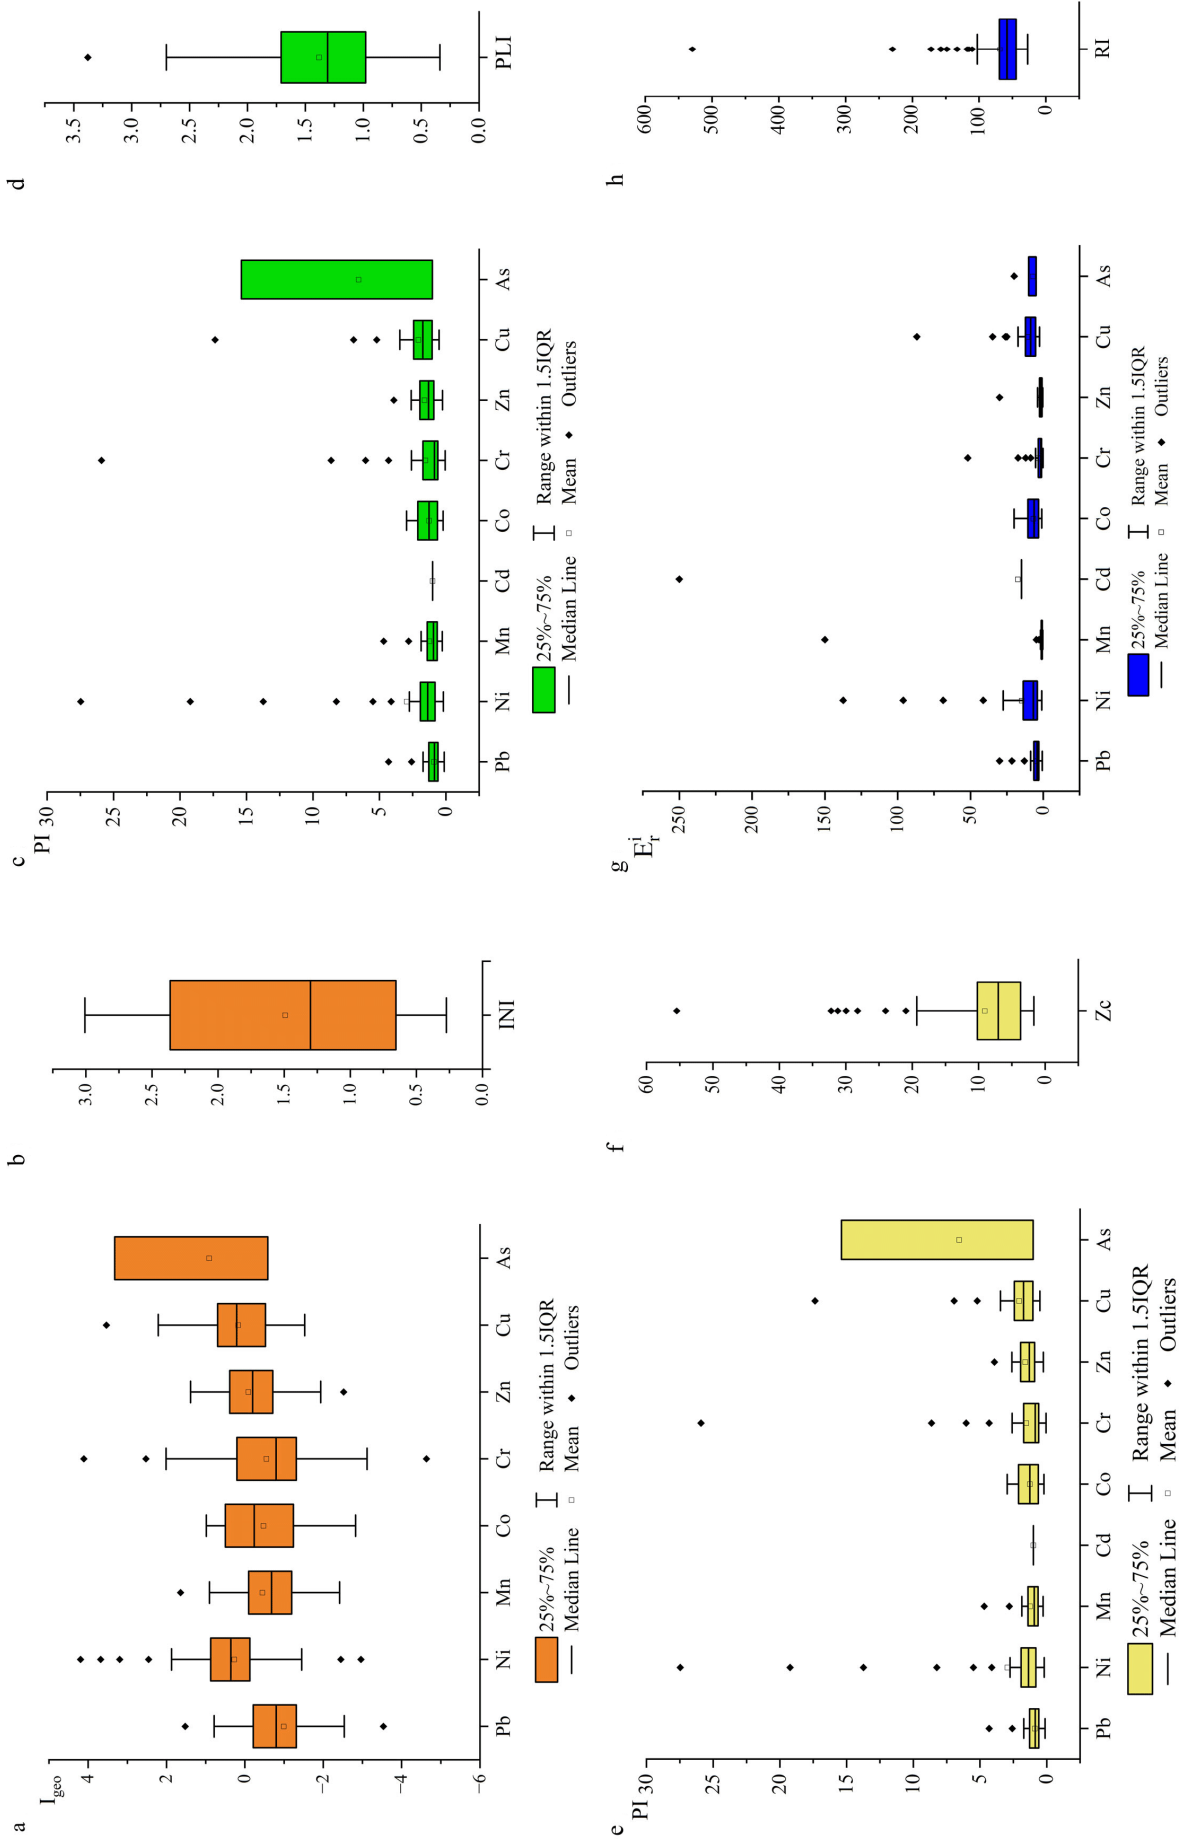 a
I_geo
4
2
0
−2
−4
−6
Pb Ni Mn Co Cr Zn Cu As
25%~75% Range within 1.5IQR
Median Line Mean Outliers
b
3.0
2.5
2.0
1.5
1.0
0.5
0.0
INI
c
PI 30
25
20
15
10
5
0
Pb Ni Mn Cd Co Cr Zn Cu As
25%~75% Range within 1.5IQR
Median Line Mean Outliers
d
3.5
3.0
2.5
2.0
1.5
1.0
0.5
0.0
PLI
e
PI 30
25
20
15
10
5
0
Pb Ni Mn Cd Co Cr Zn Cu As
25%~75% Range within 1.5IQR
Median Line Mean Outliers
f
60
50
40
30
20
10
0
Zc
g
E_r^i
250
200
150
100
50
0
Pb Ni Mn Cd Co Cr Zn Cu As
25%~75% Range within 1.5IQR
Median Line Mean Outliers
h
600
500
400
300
200
100
0
RI